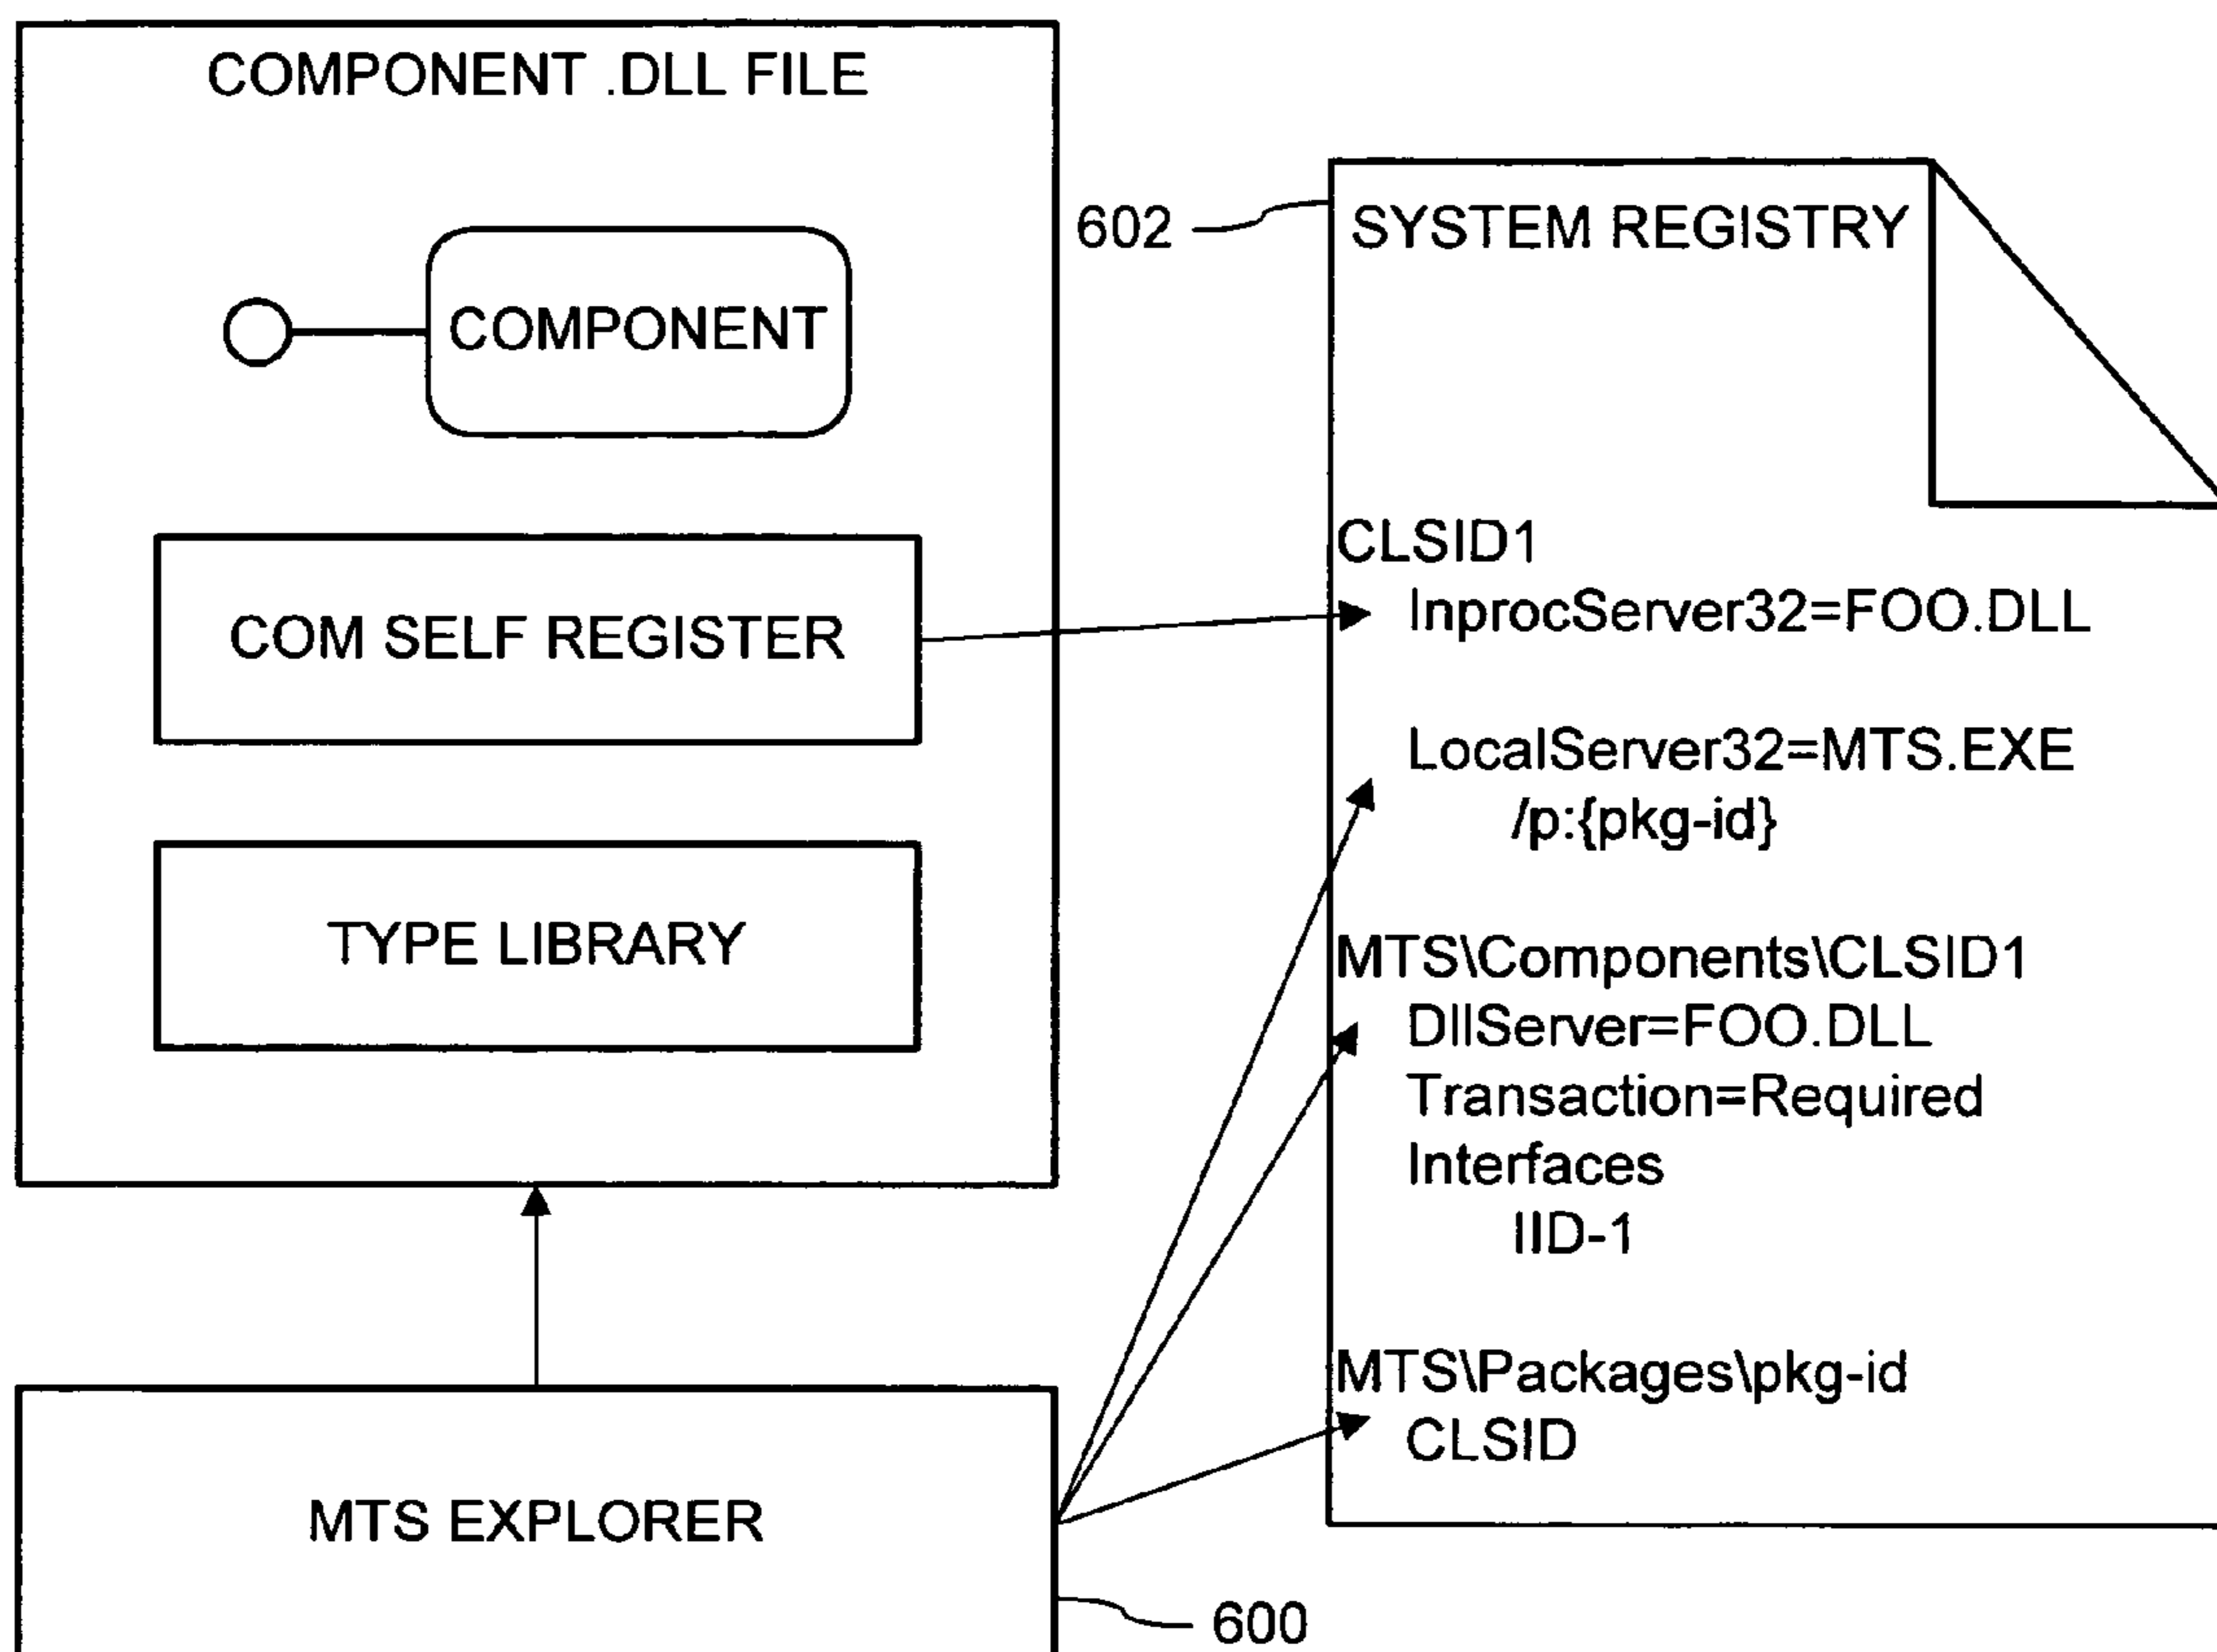 COMPONENT .DLL FILE
COMPONENT
COM SELF REGISTER
TYPE LIBRARY
MTS EXPLORER
600
602
SYSTEM REGISTRY
CLSID1
InprocServer32=FOO.DLL
LocalServer32=MTS.EXE
/p:{pkg-id}
MTS\Components\CLSID1
DllServer=FOO.DLL
Transaction=Required
Interfaces
IID-1
MTS\Packages\pkg-id
CLSID